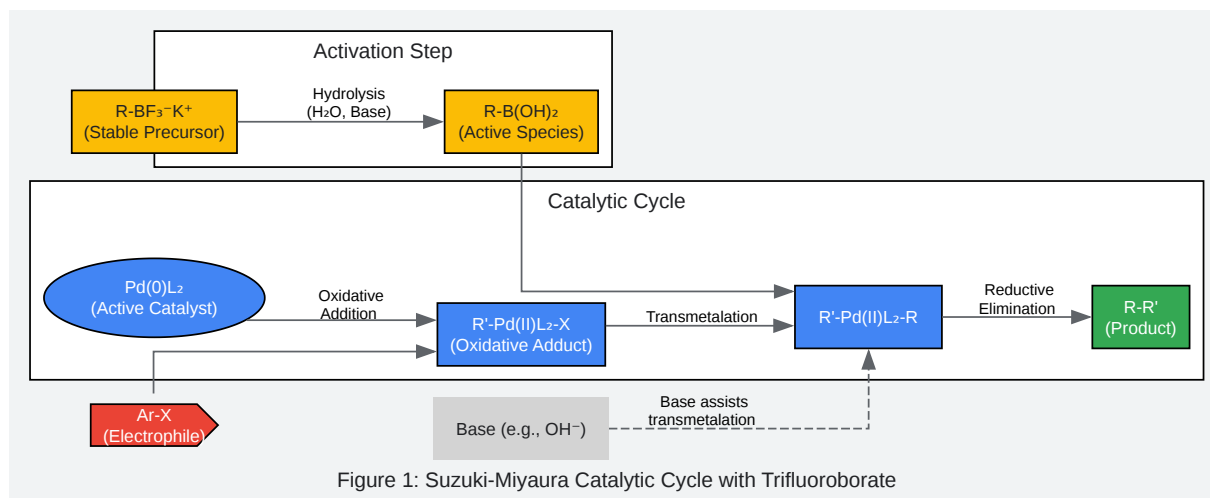 Activation Step
R-BF₃⁻K⁺
(Stable Precursor)
Hydrolysis
(H₂O, Base)
R-B(OH)₂
(Active Species)
Catalytic Cycle
Pd(0)L₂
(Active Catalyst)
Oxidative
Addition
R'-Pd(II)L₂-X
(Oxidative Adduct)
Transmetalation
R'-Pd(II)L₂-R
Reductive
Elimination
R-R'
(Product)
Ar-X
(Electrophile)
Base (e.g., OH⁻)
Base assists
transmetalation
Figure 1: Suzuki-Miyaura Catalytic Cycle with Trifluoroborate